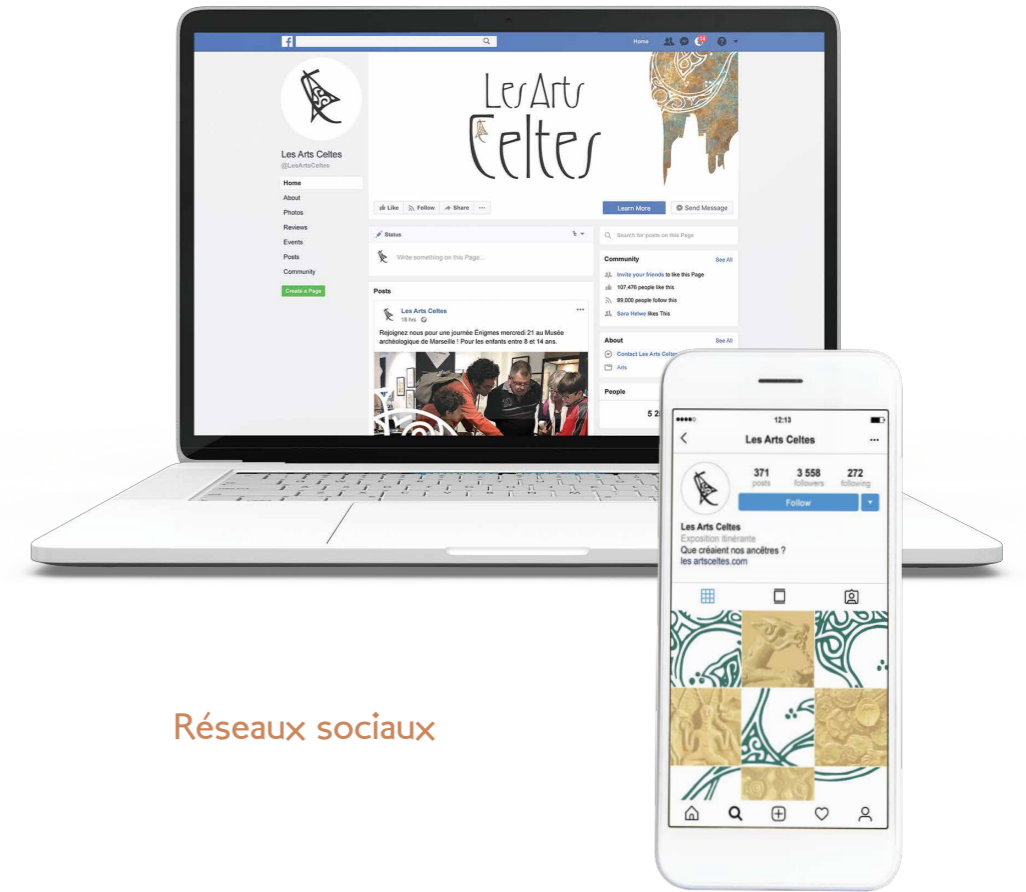 Home
Les Arts
Celtes
Les Arts Celtes
@LesArtsCeltes
Home
About
Photos
Reviews
Events
Posts
Community
Create a Page
Like Follow Share ...
Learn More
Send Message
Status
Write something on this Page...
Posts
Les Arts Celtes
18 hrs
Rejoignez nous pour une journée Énigmes mercredi 21 au Musée
archéologique de Marseille ! Pour les enfants entre 8 et 14 ans.
Search for posts on this Page
Community See All
Invite your friends to like this Page
107,476 people like this
99,000 people follow this
Sara Helwe likes This
About See All
Contact Les Arts Celtes
Arts
People
12:13
Les Arts Celtes
371 3 558 272
posts followers following
Follow
Les Arts Celtes
Exposition itinérante
Que créaient nos ancêtres ?
les artsceltes.com
Réseaux sociaux